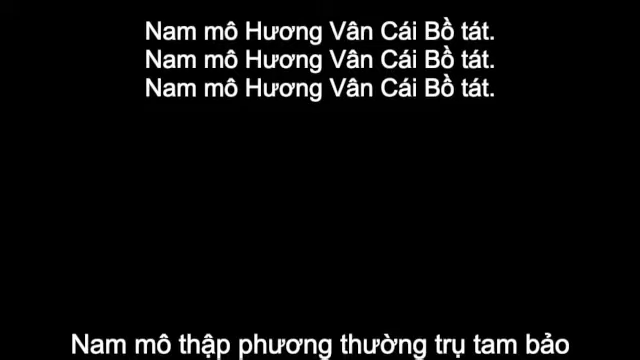 Nam mô Hương Vân Cái Bồ tát.
Nam mô Hương Vân Cái Bồ tát.
Nam mô Hương Vân Cái Bồ tát.
Nam mô thập phương thường trụ tam bảo